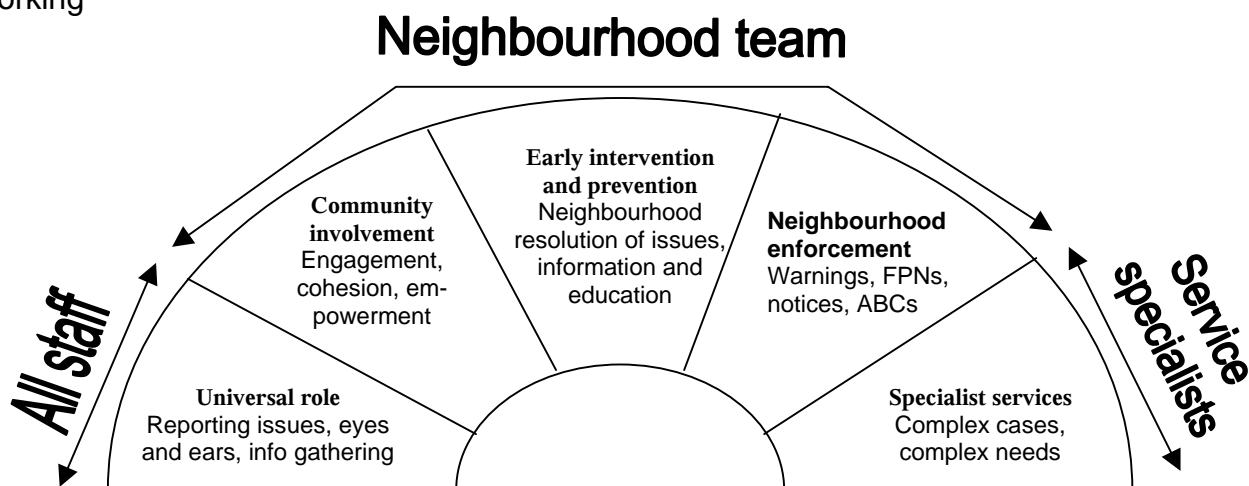 orking
Neighbourhood team
Early intervention
and prevention
Neighbourhood
resolution of issues,
information and
education
Community
involvement
Engagement,
cohesion, em-
powerment
Neighbourhood
enforcement
Warnings, FPNs,
notices, ABCs
All staff
Service
specialists
Universal role
Reporting issues, eyes
and ears, info gathering
Specialist services
Complex cases,
complex needs